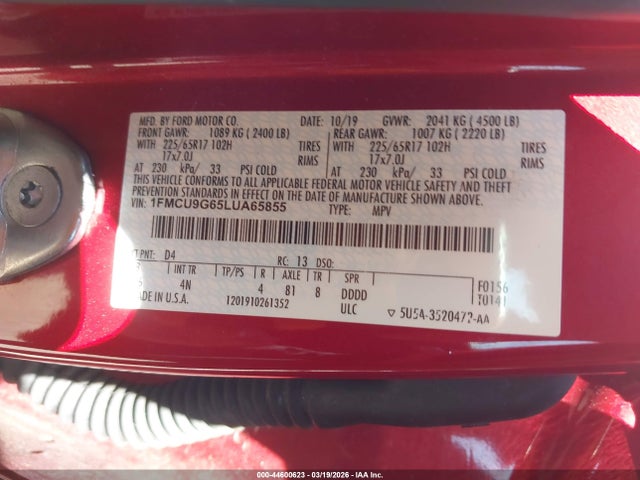 MFD. BY FORD MOTOR CO. DATE: 10/19 GVWR: 2041 KG (4500 LB)
FRONT GAWR: 1089 KG (2400 LB) REAR GAWR: 1007 KG (2220 LB)
WITH 225/65R17 102H TIRES WITH 225/65R17 102H TIRES
17x7.0J RIMS 17x7.0J RIMS
AT 230 kPa/ 33 PSI COLD AT 230 kPa/ 33 PSI COLD
THIS VEHICLE CONFORMS TO ALL APPLICABLE FEDERAL MOTOR VEHICLE SAFETY AND BUMPER AND THEFT
PREVENTION STANDARDS IN EFFECT ON THE DATE OF MANUFACTURE SHOWN ABOVE.
VIN: 1FMCU9G65LUA65855 TYPE: MPV
PNT: D4 RC: 13 DSO:
INT TR TP/PS R AXLE TR SPR
4N 4 81 8 DDDD F0156
MADE IN U.S.A. 1201910261352 ULC T0141
5U5A-3520472-AA
000-44600623 - 03/19/2026 - IAA Inc.